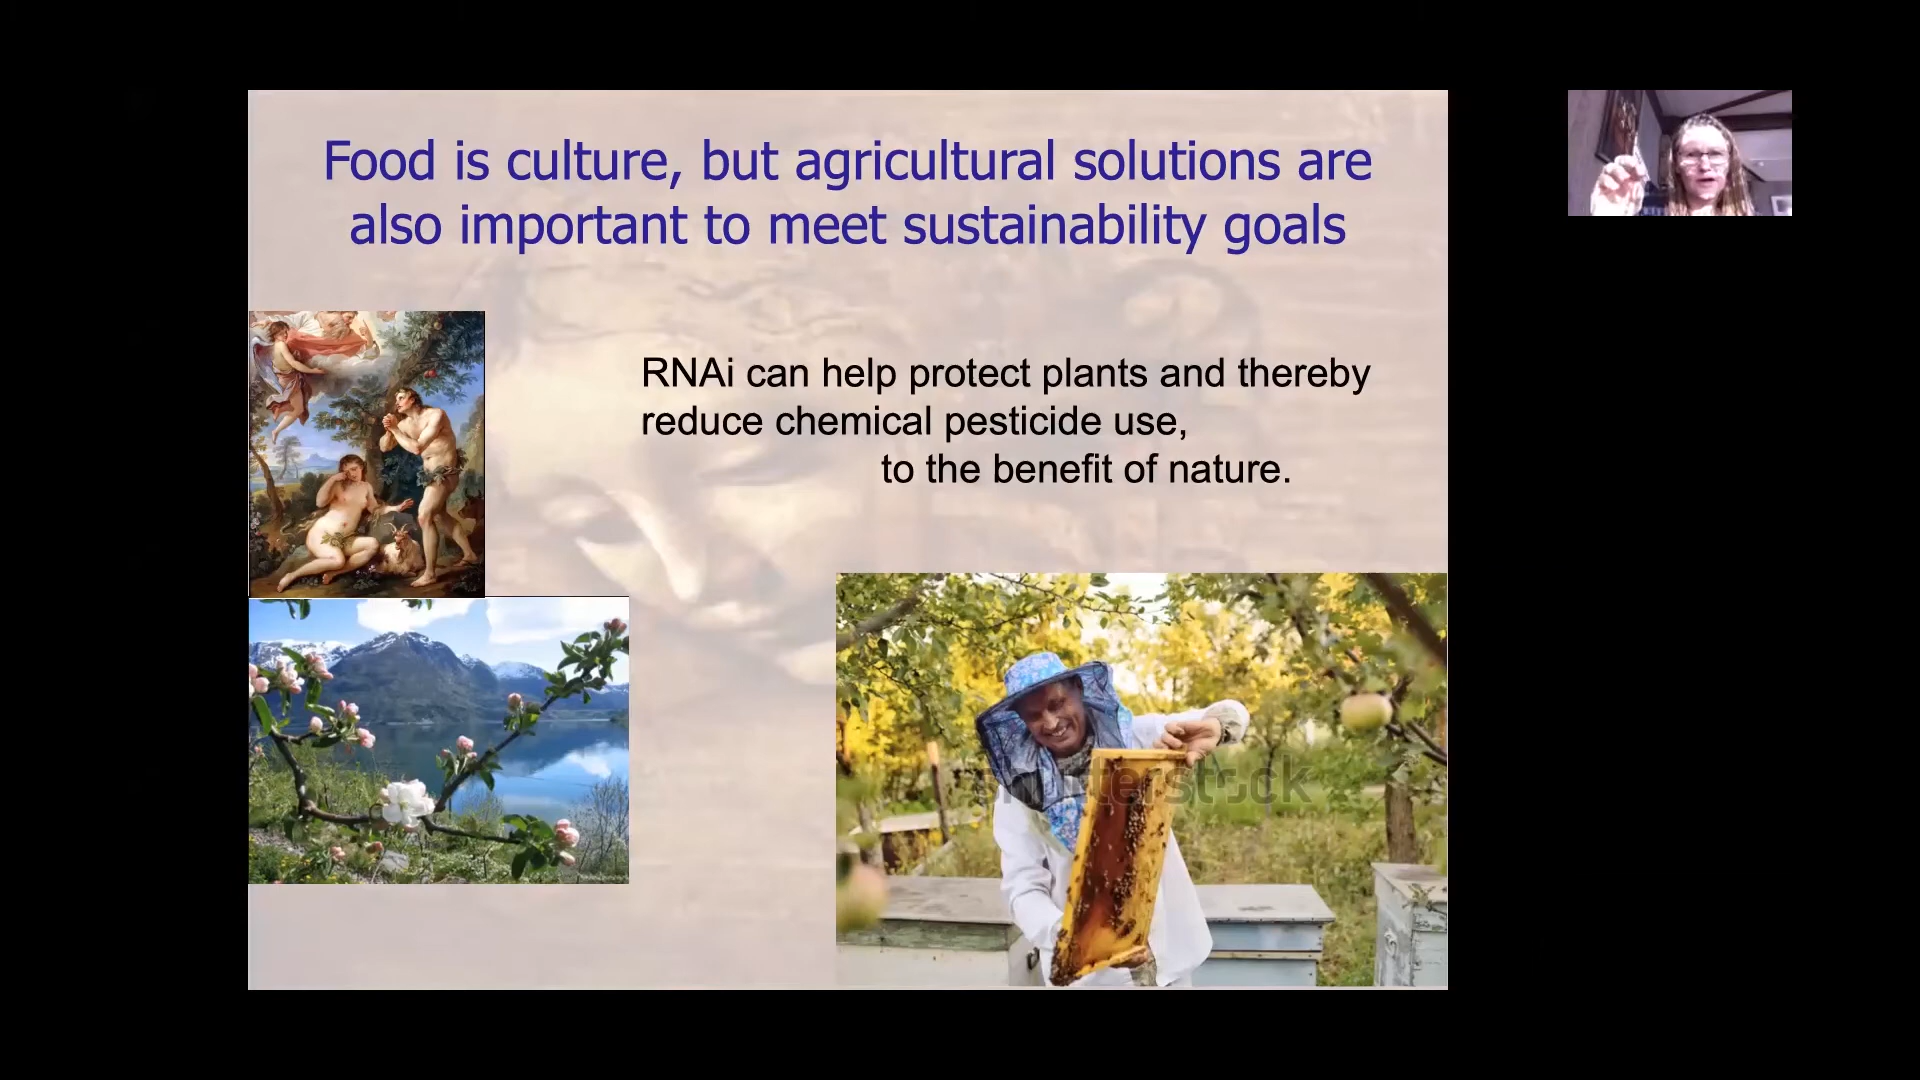 Food is culture, but agricultural solutions are
also important to meet sustainability goals
RNAi can help protect plants and thereby
reduce chemical pesticide use,
to the benefit of nature.
shutterstock